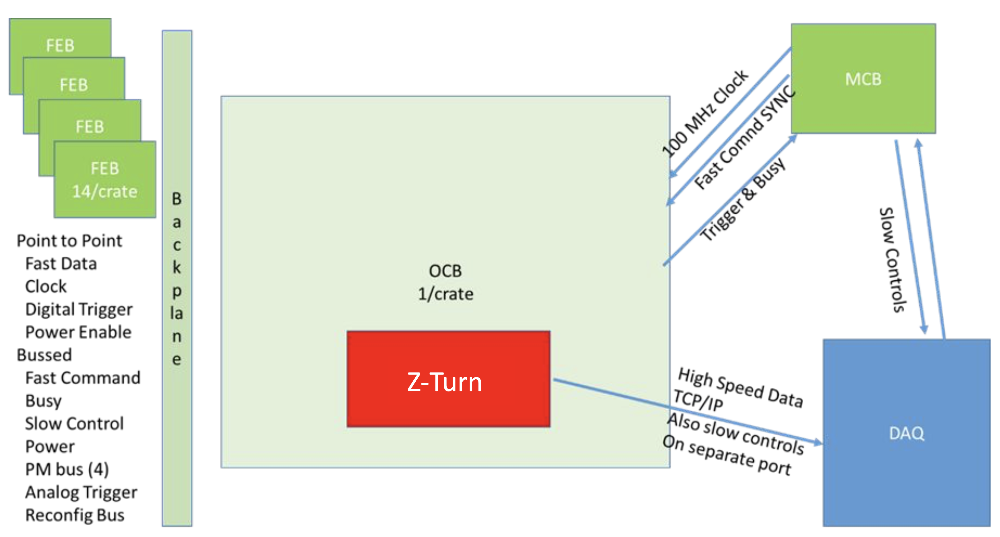 FEB
FEB
FEB
FEB
14/crate
Point to Point
Fast Data
Clock
Digital Trigger
Power Enable
Bussed
Fast Command
Busy
Slow Control
Power
PM bus (4)
Analog Trigger
Reconfig Bus
Backplane
OCB
1/crate
Z-Turn
100 MHz Clock
Fast Comnd SYNC
Trigger & Busy
MCB
Slow Controls
High Speed Data
TCP/IP
Also slow controls
On separate port
DAQ